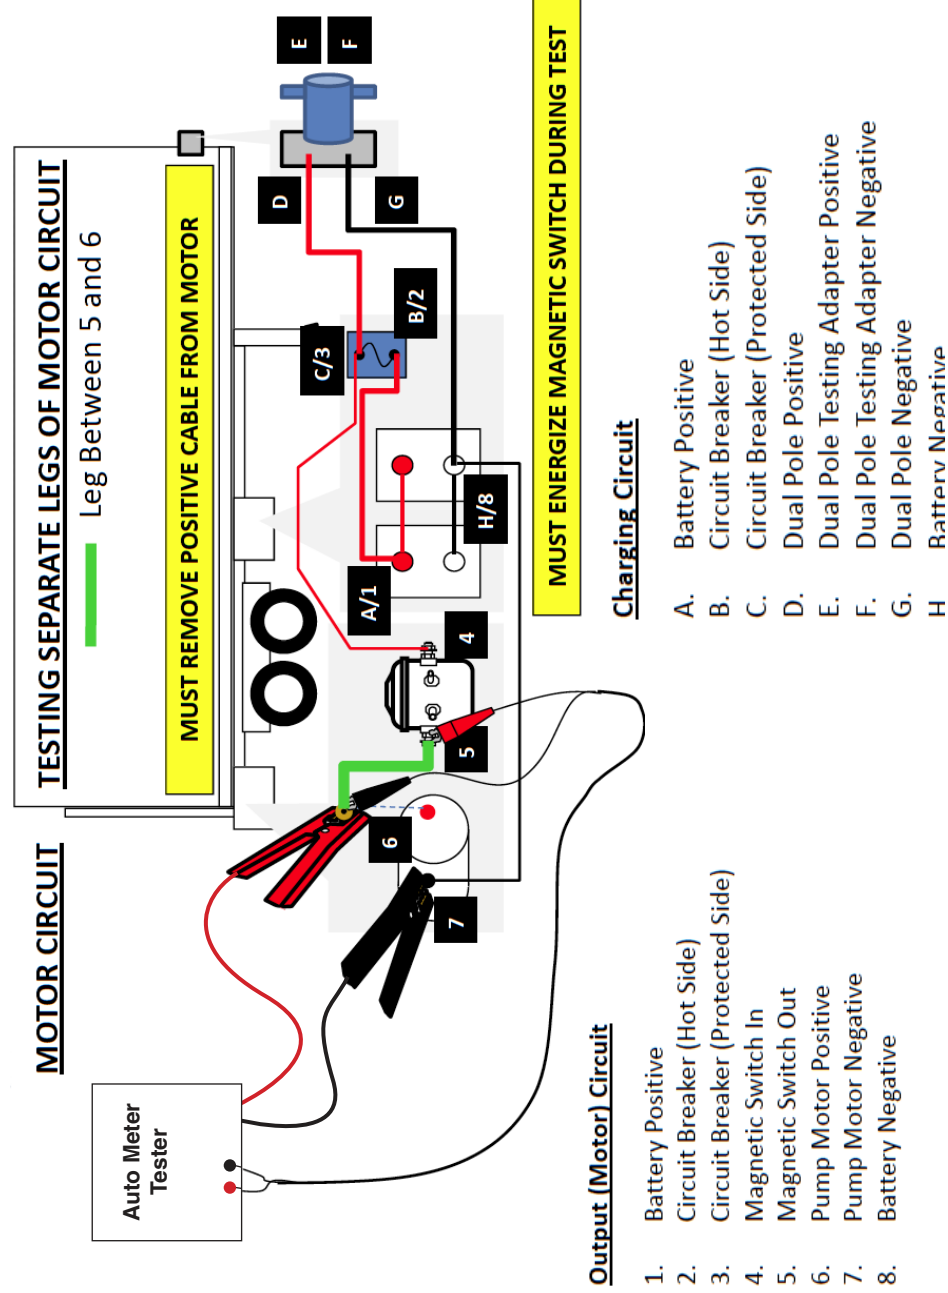 MOTOR CIRCUIT
TESTING SEPARATE LEGS OF MOTOR CIRCUIT
Leg Between 5 and 6
MUST REMOVE POSITIVE CABLE FROM MOTOR
Auto Meter
Tester
E
F
D
G
C/3
B/2
A/1
H/8
4
5
6
7
MUST ENERGIZE MAGNETIC SWITCH DURING TEST
Output (Motor) Circuit
1. Battery Positive
2. Circuit Breaker (Hot Side)
3. Circuit Breaker (Protected Side)
4. Magnetic Switch In
5. Magnetic Switch Out
6. Pump Motor Positive
7. Pump Motor Negative
8. Battery Negative
Charging Circuit
A. Battery Positive
B. Circuit Breaker (Hot Side)
C. Circuit Breaker (Protected Side)
D. Dual Pole Positive
E. Dual Pole Testing Adapter Positive
F. Dual Pole Testing Adapter Negative
G. Dual Pole Negative
H. Battery Negative